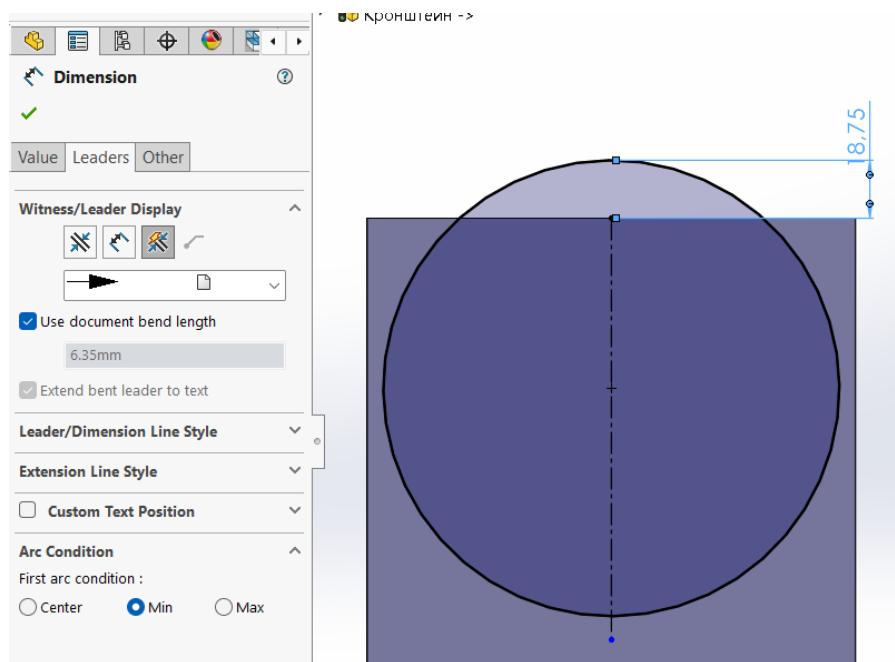 Кронштейн ->
Dimension
Value Leaders Other
18,75
Witness/Leader Display
Use document bend length
6.35mm
Extend bent leader to text
Leader/Dimension Line Style
Extension Line Style
Custom Text Position
Arc Condition
First arc condition :
Center Min Max